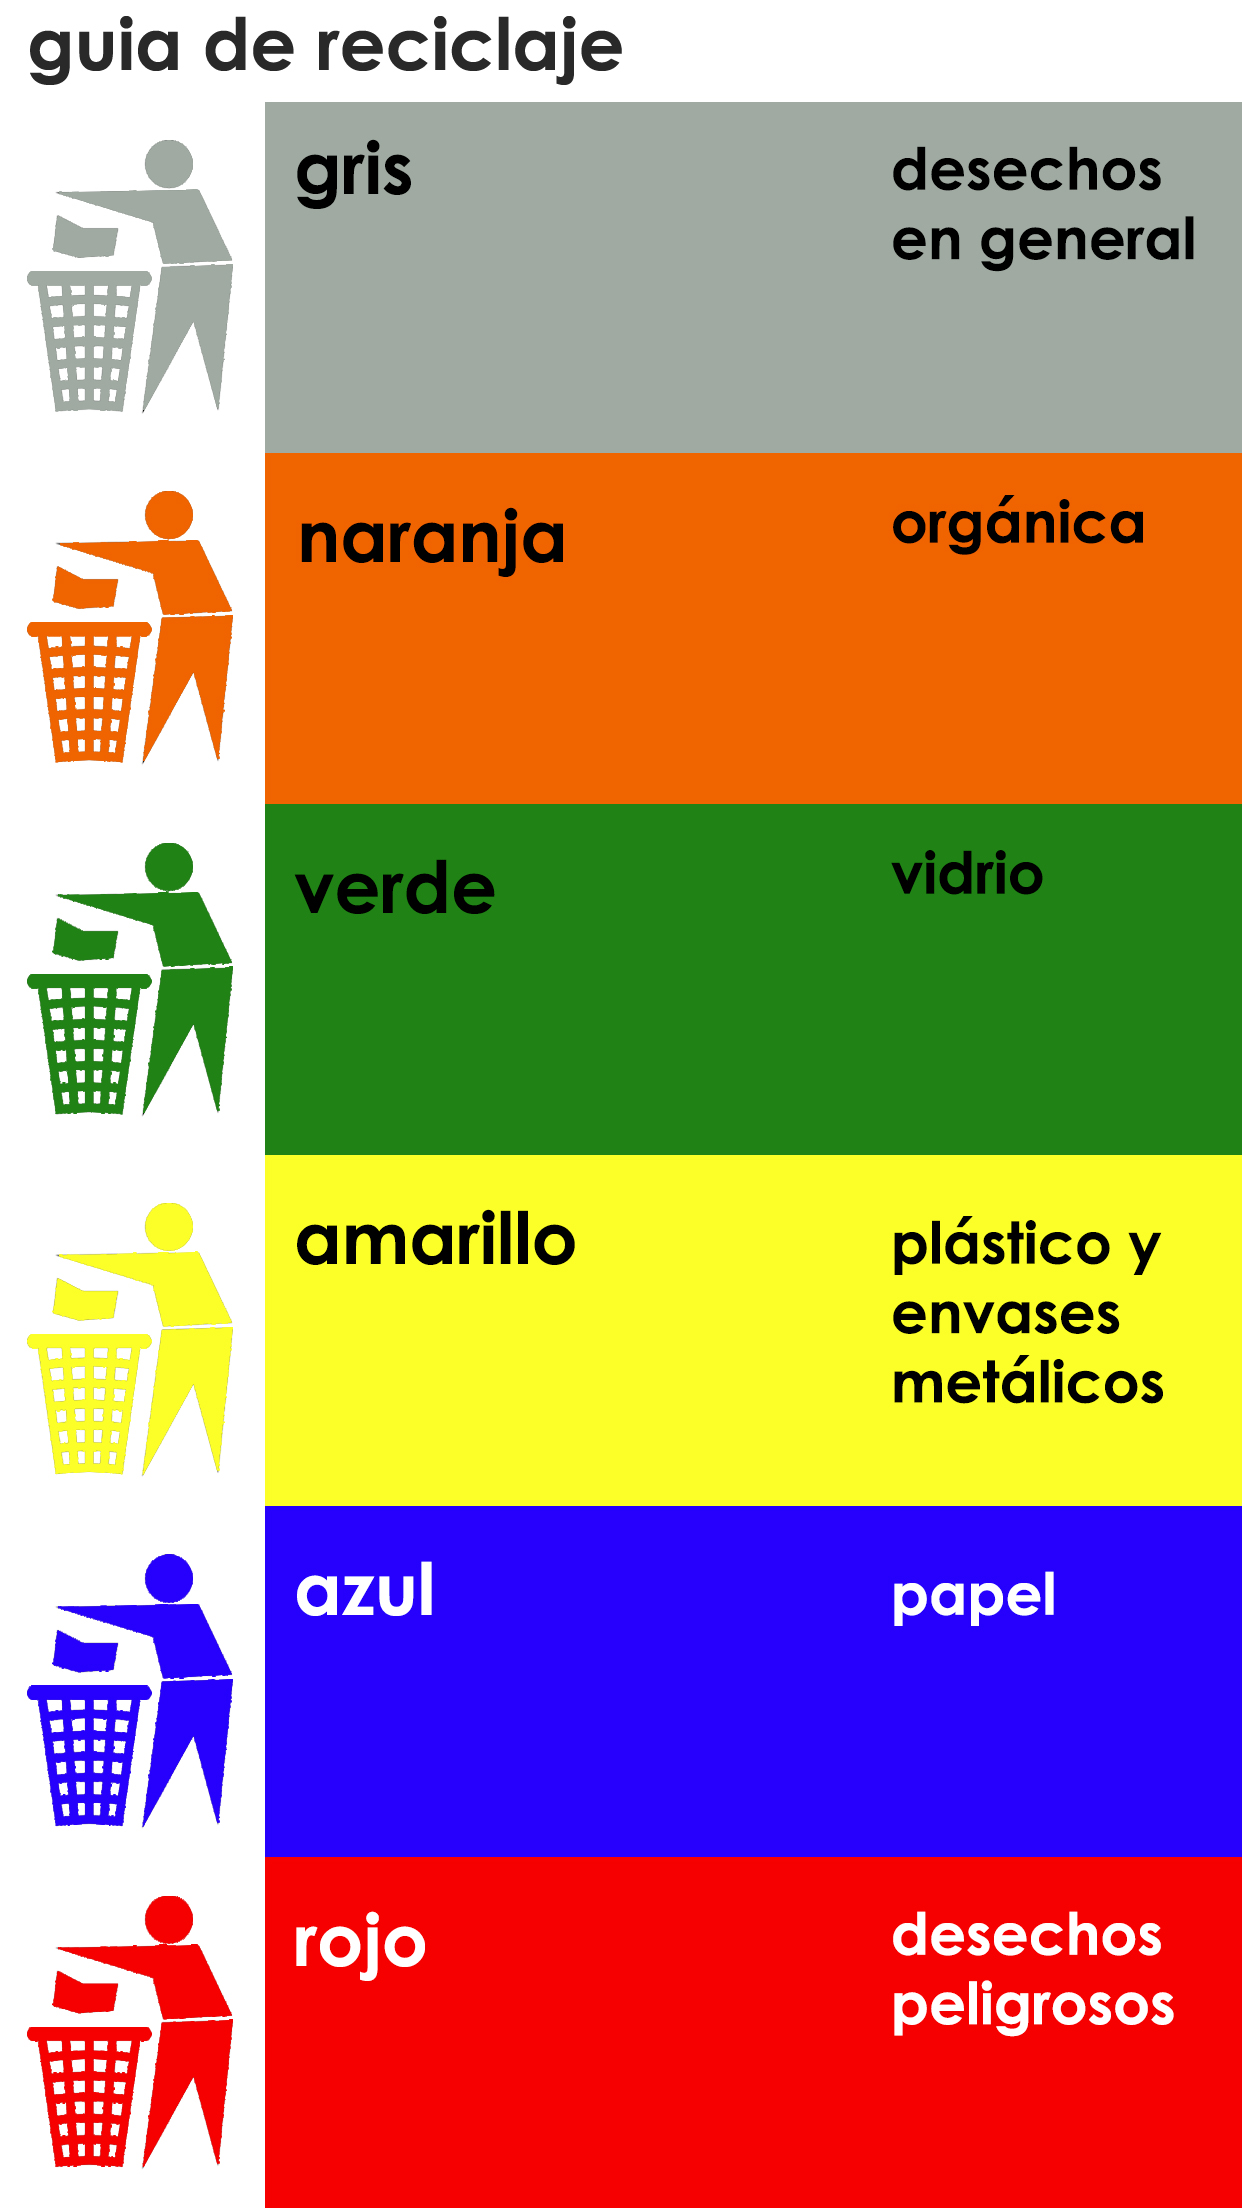 guia de reciclaje
gris
desechos
en general
naranja
orgánica
verde
vidrio
amarillo
plástico y
envases
metálicos
azul
papel
rojo
desechos
peligrosos